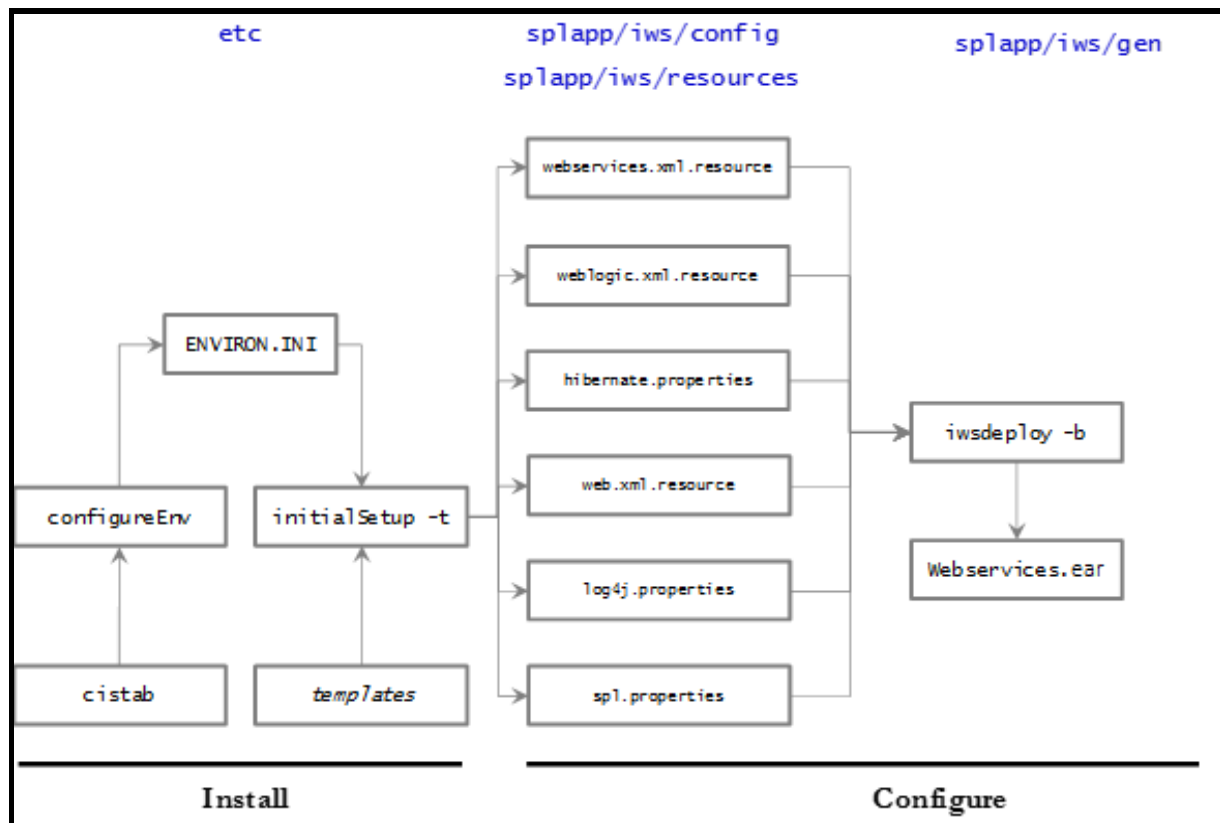 etc
splapp/iws/config
splapp/iws/resources
splapp/iws/gen
webservices.xml.resource
weblogic.xml.resource
ENVIRON.INI
hibernate.properties
iwsdeploy -b
configureEnv
initialSetup -t
web.xml.resource
Webservices.ear
log4j.properties
cistab
templates
spl.properties
Install
Configure